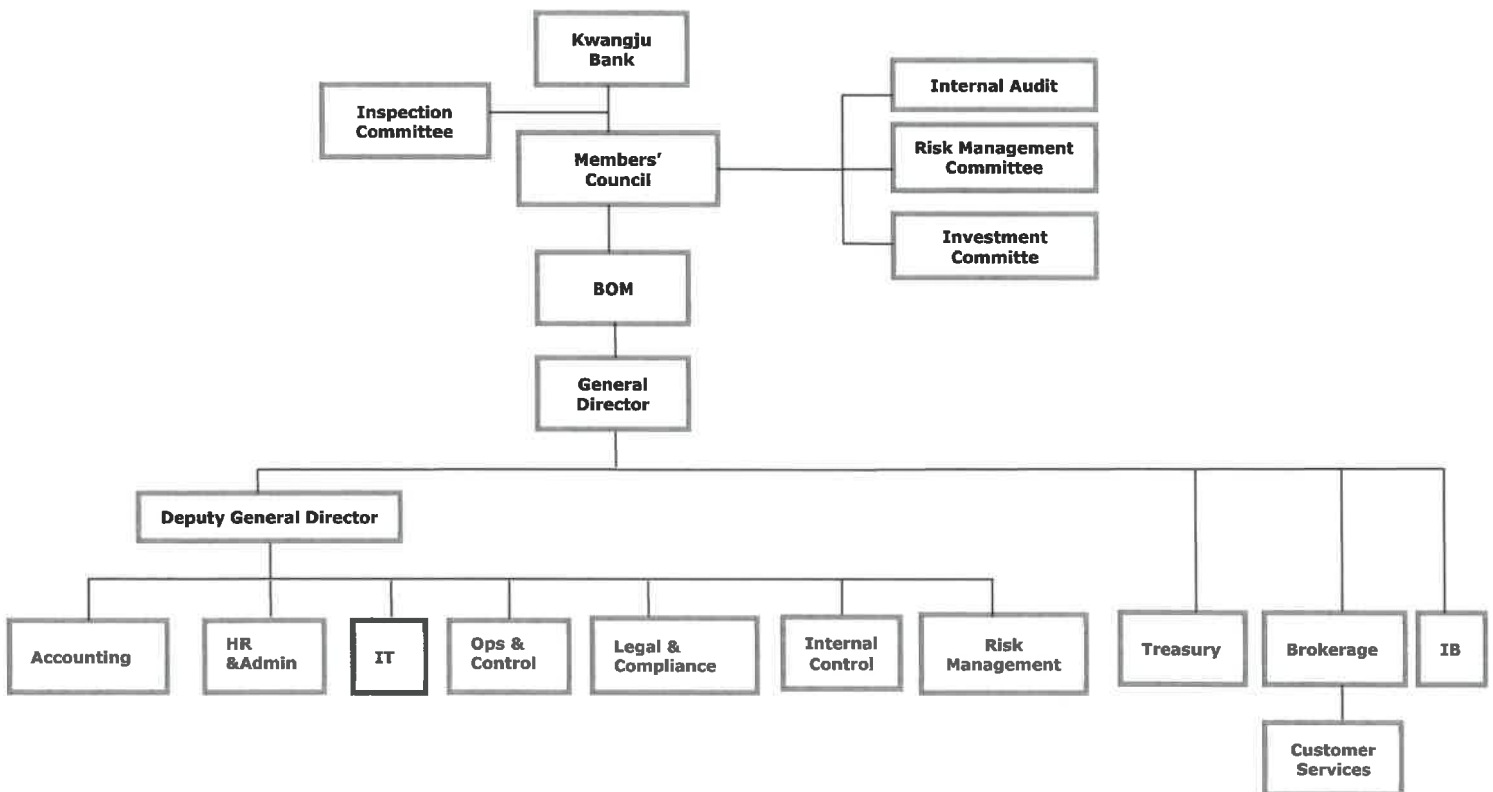 Kwangju
Bank
Inspection
Committee
Internal Audit
Members'
Council
Risk Management
Committee
Investment
Committe
BOM
General
Director
Deputy General Director
Accounting
HR
&Admin
IT
Ops &
Control
Legal &
Compliance
Internal
Control
Risk
Management
Treasury
Brokerage
IB
Customer
Services